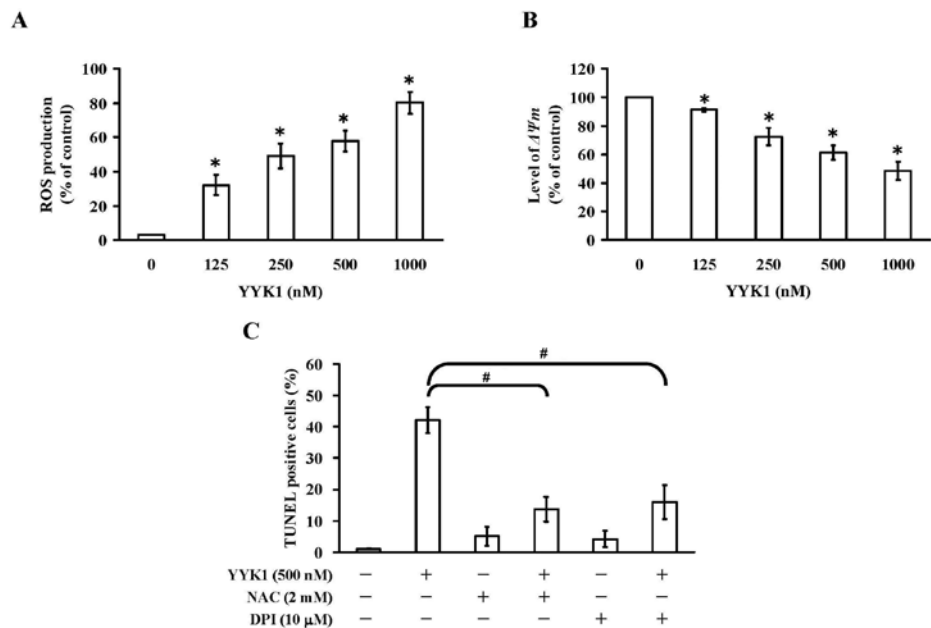 A
B
ROS production
(% of control)
100
80
60
40
20
0
*
*
*
*
0 125 250 500 1000
YYK1 (nM)
Level of ΔΨm
(% of control)
120
100
80
60
40
20
0
*
*
*
*
0 125 250 500 1000
YYK1 (nM)
C
TUNEL positive cells (%)
60
50
40
30
20
10
0
#
#
YYK1 (500 nM) − + − + − +
NAC (2 mM) − − + + − −
DPI (10 μM) − − − − + +